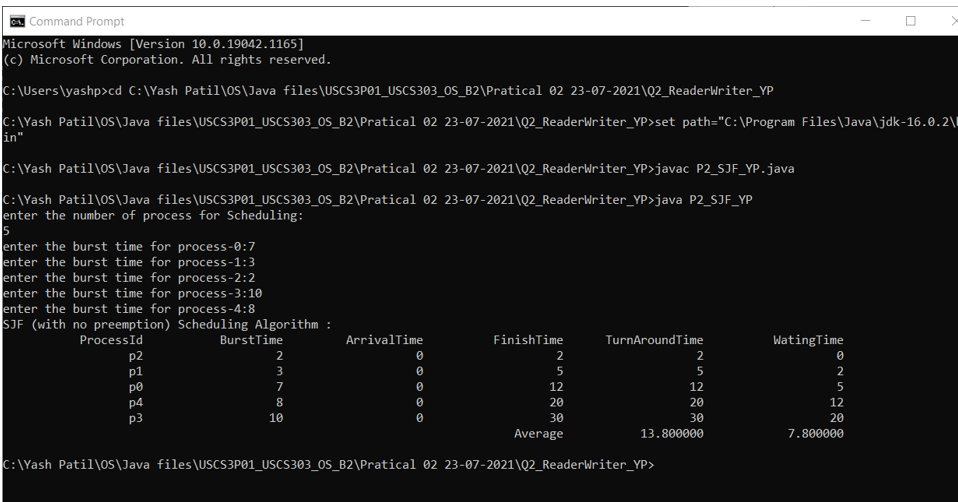 Command Prompt
Microsoft Windows [Version 10.0.19042.1165]
(c) Microsoft Corporation. All rights reserved.
C:\Users\yashp>cd C:\Yash Patil\OS\Java files\USCS3P01_USCS303_OS_B2\Pratical 02 23-07-2021\Q2_ReaderWriter_YP
C:\Yash Patil\OS\Java files\USCS3P01_USCS303_OS_B2\Pratical 02 23-07-2021\Q2_ReaderWriter_YP>set path="C:\Program Files\Java\jdk-16.0.2\b
in"
C:\Yash Patil\OS\Java files\USCS3P01_USCS303_OS_B2\Pratical 02 23-07-2021\Q2_ReaderWriter_YP>javac P2_SJF_YP.java
C:\Yash Patil\OS\Java files\USCS3P01_USCS303_OS_B2\Pratical 02 23-07-2021\Q2_ReaderWriter_YP>java P2_SJF_YP
enter the number of process for Scheduling:
5
enter the burst time for process-0:7
enter the burst time for process-1:3
enter the burst time for process-2:2
enter the burst time for process-3:10
enter the burst time for process-4:8
SJF (with no preemption) Scheduling Algorithm :
ProcessId BurstTime ArrivalTime FinishTime TurnAroundTime WatingTime
p2 2 0 2 2 0
p1 3 0 5 5 2
p0 7 0 12 12 5
p4 8 0 20 20 12
p3 10 0 30 30 20
Average 13.800000 7.800000
C:\Yash Patil\OS\Java files\USCS3P01_USCS303_OS_B2\Pratical 02 23-07-2021\Q2_ReaderWriter_YP>